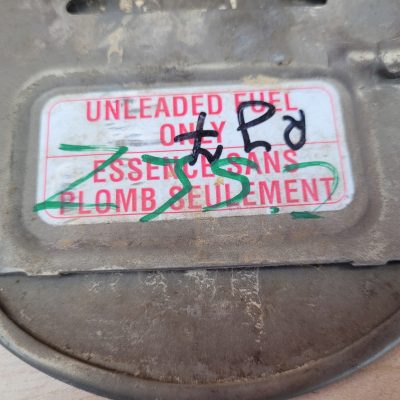 UNLEADED FUEL
ONLY
ESSENCE SANS
PLOMB SEULEMENT